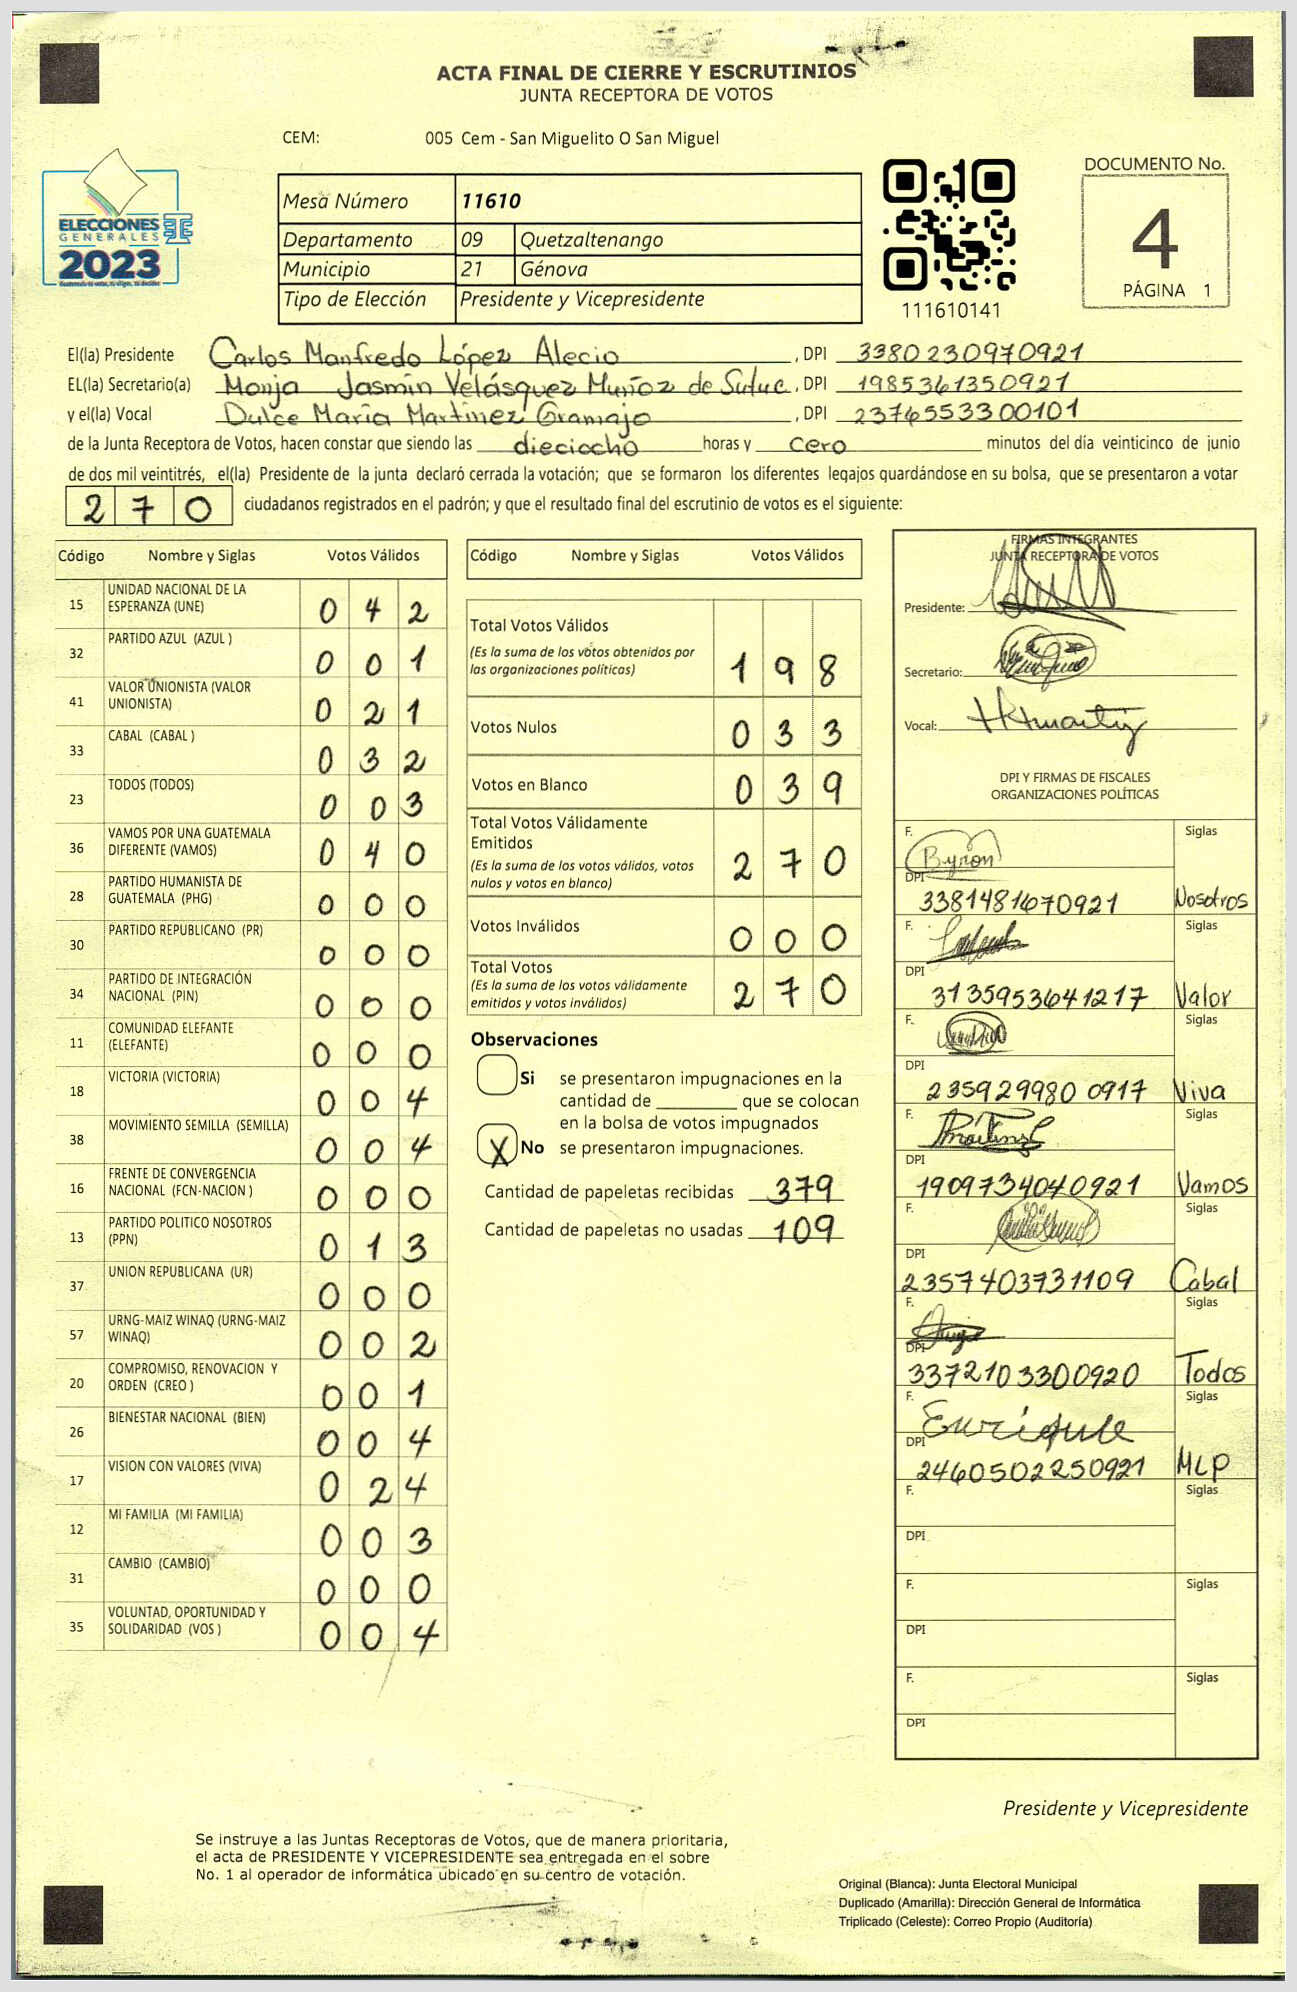 ACTA FINAL DE CIERRE Y ESCRUTINIOS
JUNTA RECEPTORA DE VOTOS
CEM: 005 Cem - San Miguelito O San Miguel
DOCUMENTO No.
4
PÁGINA 1
ELECCIONES
GENERALES
2023
Mesa Número 11610
Departamento 09 Quetzaltenango
Municipio 21 Génova
Tipo de Elección Presidente y Vicepresidente
111610141
El(la) Presidente Carlos Manfredo López Alecio, DPI 3380230970921
EL(la) Secretario(a) Jasmin Velásquez Muñoz de, DPI 1985361350921
y el(la) Vocal Dulce María Martínez Gramajo, DPI 2376553300101
de la Junta Receptora de Votos, hacen constar que siendo las dieciocho horas y cero minutos del día veinticinco de junio
de dos mil veintitrés, el(la) Presidente de la junta declaró cerrada la votación; que se formaron los diferentes legajos quardándose en su bolsa, que se presentaron a votar
270 ciudadanos registrados en el padrón; y que el resultado final del escrutinio de votos es el siguiente:
Código Nombre y Siglas Votos Válidos
15 UNIDAD NACIONAL DE LA ESPERANZA (UNE) 0 4 2
32 PARTIDO AZUL (AZUL ) 0 0 1
41 VALOR UNIONISTA (VALOR UNIONISTA) 0 2 1
33 CABAL (CABAL ) 0 3 2
23 TODOS (TODOS) 0 0 3
36 VAMOS POR UNA GUATEMALA DIFERENTE (VAMOS) 0 4 0
28 PARTIDO HUMANISTA DE GUATEMALA (PHG) 0 0 0
30 PARTIDO REPUBLICANO (PR) 0 0 0
34 PARTIDO DE INTEGRACIÓN NACIONAL (PIN) 0 0 0
11 COMUNIDAD ELEFANTE (ELEFANTE) 0 0 0
18 VICTORIA (VICTORIA) 0 0 4
38 MOVIMIENTO SEMILLA (SEMILLA) 0 0 4
16 FRENTE DE CONVERGENCIA NACIONAL (FCN-NACION ) 0 0 0
13 PARTIDO POLITICO NOSOTROS (PPN) 0 1 3
37 UNION REPUBLICANA (UR) 0 0 0
57 URNG-MAIZ WINAQ (URNG-MAIZ WINAQ) 0 0 2
20 COMPROMISO, RENOVACION Y ORDEN (CREO ) 0 0 1
26 BIENESTAR NACIONAL (BIEN) 0 0 4
17 VISION CON VALORES (VIVA) 0 2 4
12 MI FAMILIA (MI FAMILIA) 0 0 3
31 CAMBIO (CAMBIO) 0 0 0
35 VOLUNTAD, OPORTUNIDAD Y SOLIDARIDAD (VOS ) 0 0 4
Código Nombre y Siglas Votos Válidos
Total Votos Válidos
(Es la suma de los votos obtenidos por
las organizaciones políticas) 1 9 8
Votos Nulos 0 3 3
Votos en Blanco 0 3 9
Total Votos Válidamente
Emitidos
(Es la suma de los votos válidos, votos
nulos y votos en blanco) 2 7 0
Votos Inválidos 0 0 0
Total Votos
(Es la suma de los votos válidamente
emitidos y votos inválidos) 2 7 0
Observaciones
Si se presentaron impugnaciones en la
cantidad de ________ que se colocan
en la bolsa de votos impugnados
X No se presentaron impugnaciones.
Cantidad de papeletas recibidas 379
Cantidad de papeletas no usadas 109
FIRMAS INTEGRANTES
JUNTA RECEPTORA DE VOTOS
Presidente:
Secretario:
Vocal:
DPI Y FIRMAS DE FISCALES
ORGANIZACIONES POLÍTICAS
F. Byron Siglas
DPI 3381481670921 Nosotros
F. Siglas
DPI 3135953641217 Valor
F. Siglas
DPI 2359299800917 Viva
F. Siglas
DPI 1909734040921 Vamos
F. Siglas
DPI 2357403731109 Cabal
F. Siglas
DPI 3372103300920 Todos
F. Enrique Siglas
DPI 2460502250921 MLP
F. Siglas
DPI
F. Siglas
DPI
F. Siglas
DPI
Presidente y Vicepresidente
Se instruye a las Juntas Receptoras de Votos, que de manera prioritaria,
el acta de PRESIDENTE Y VICEPRESIDENTE sea entregada en el sobre
No. 1 al operador de informática ubicado en su centro de votación.
Original (Blanca): Junta Electoral Municipal
Duplicado (Amarilla): Dirección General de Informática
Triplicado (Celeste): Correo Propio (Auditoría)